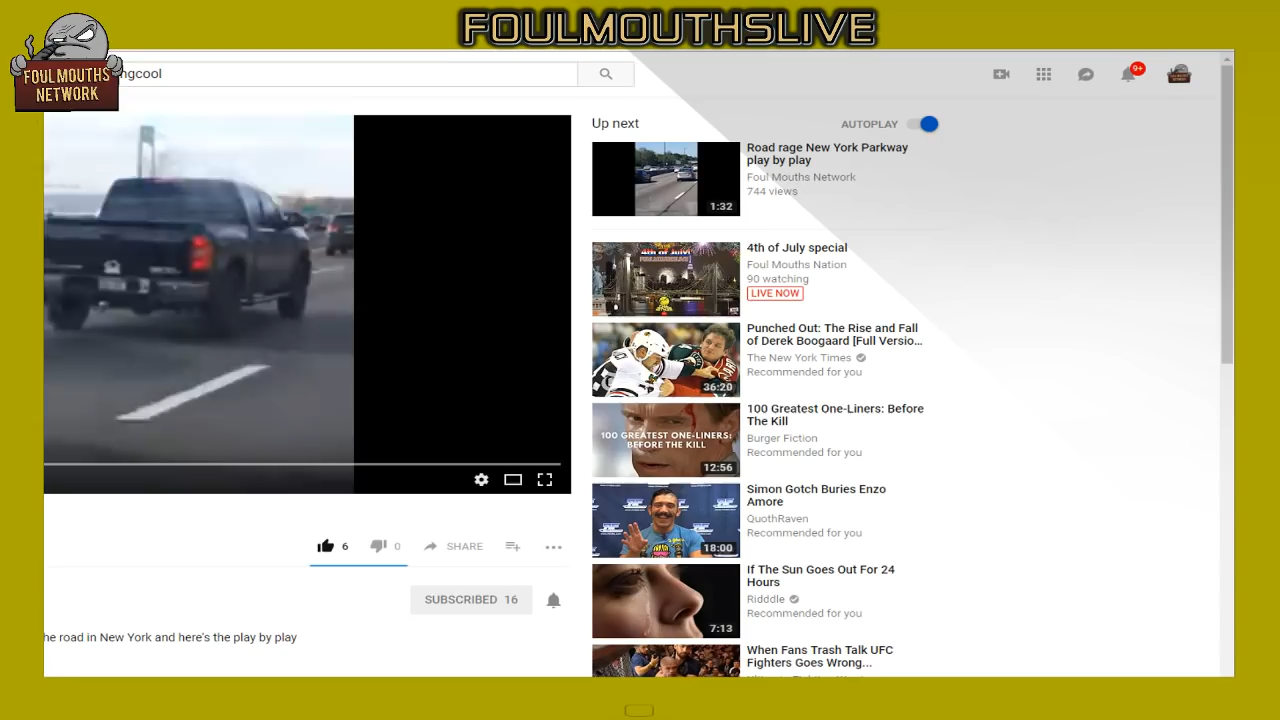 FOULMOUTHSLIVE
FOUL MOUTHS
NETWORK
ngcool
9+
Up next
AUTOPLAY
Road rage New York Parkway
play by play
Foul Mouths Network
744 views
1:32
4th of July special
Foul Mouths Nation
90 watching
LIVE NOW
Punched Out: The Rise and Fall
of Derek Boogaard [Full Versio...
The New York Times
Recommended for you
36:20
100 Greatest One-Liners: Before
The Kill
Burger Fiction
Recommended for you
100 GREATEST ONE-LINERS:
BEFORE THE KILL
12:56
Simon Gotch Buries Enzo
Amore
QuothRaven
Recommended for you
18:00
If The Sun Goes Out For 24
Hours
Ridddle
Recommended for you
7:13
When Fans Trash Talk UFC
Fighters Goes Wrong...
6
0
SHARE
SUBSCRIBED 16
he road in New York and here's the play by play